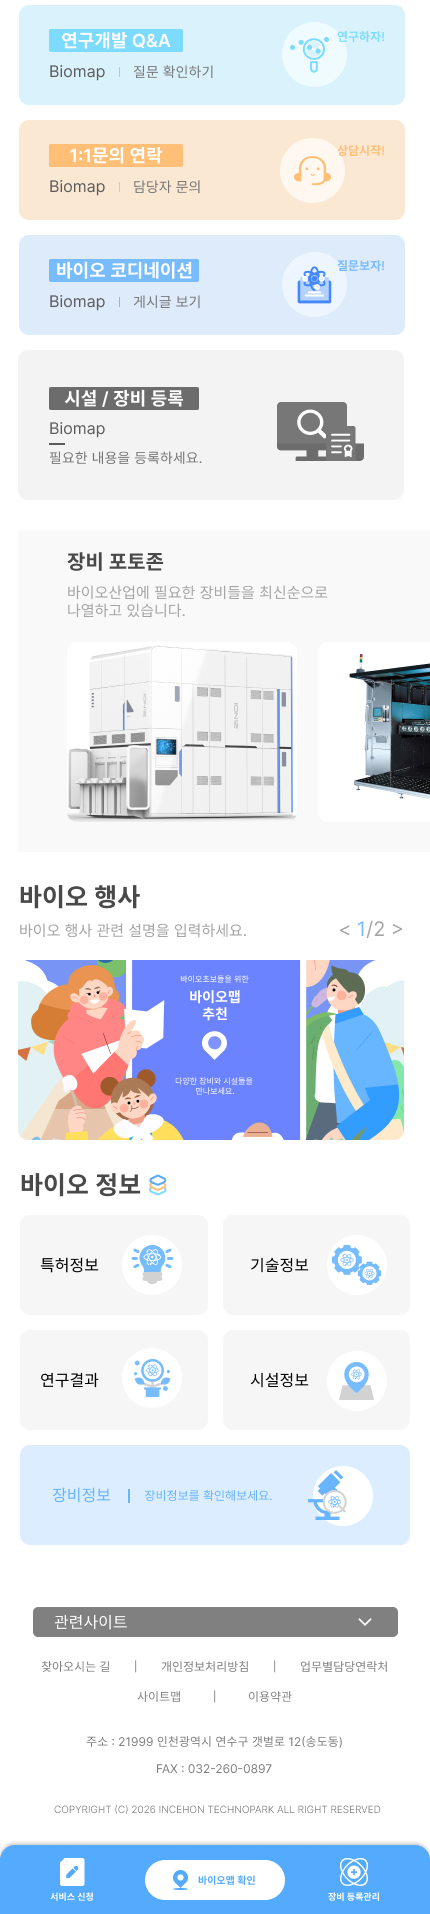 연구개발 Q&A
연구하자!
Biomap | 질문 확인하기
1:1문의 연락
상담시작!
Biomap | 담당자 문의
바이오 코디네이션
질문보자!
Biomap | 게시글 보기
시설 / 장비 등록
Biomap
필요한 내용을 등록하세요.
장비 포토존
바이오산업에 필요한 장비들을 최신순으로
나열하고 있습니다.
바이오 행사
바이오 행사 관련 설명을 입력하세요.
< 1/2 >
바이오초보들을 위한
바이오맵
추천
다양한 장비와 시설들을
만나보세요.
바이오 정보
특허정보
기술정보
연구결과
시설정보
장비정보 | 장비정보를 확인해보세요.
관련사이트
찾아오시는 길 | 개인정보처리방침 | 업무별담당연락처
사이트맵 | 이용약관
주소 : 21999 인천광역시 연수구 갯벌로 12(송도동)
FAX : 032-260-0897
COPYRIGHT (C) 2026 INCEHON TECHNOPARK ALL RIGHT RESERVED
서비스 신청
바이오맵 확인
장비 등록관리